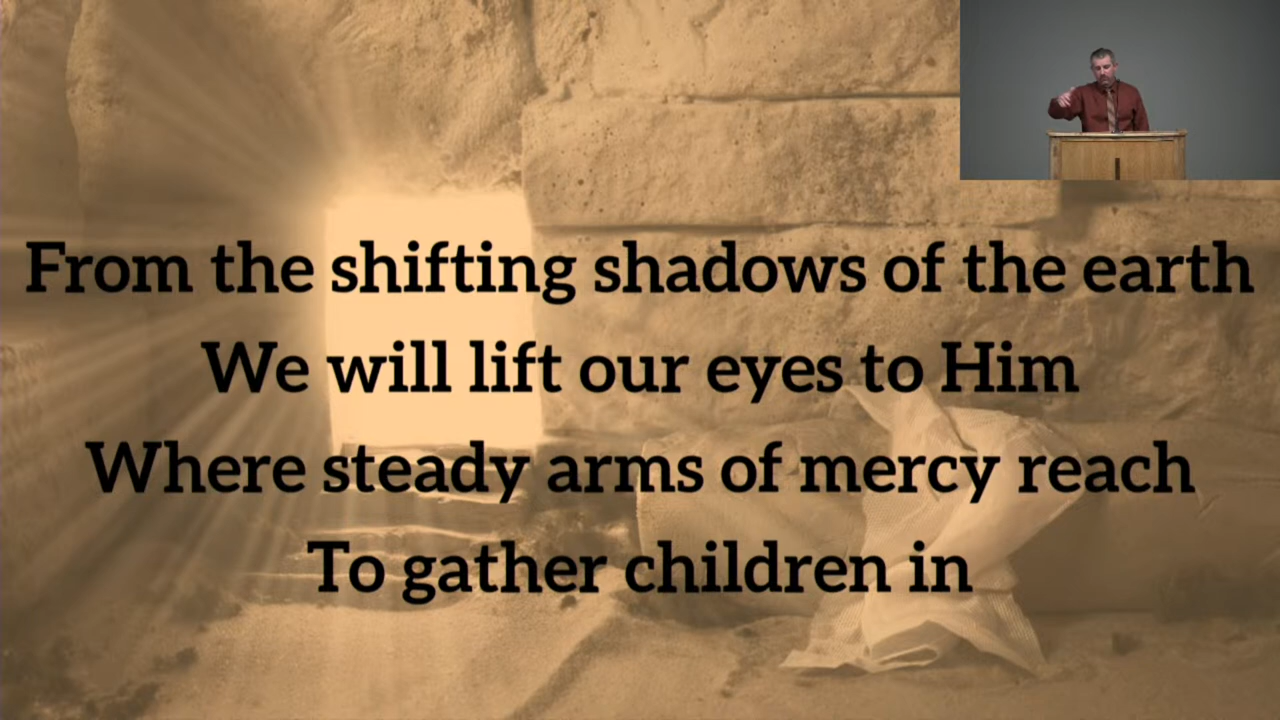 From the shifting shadows of the earth
We will lift our eyes to Him
Where steady arms of mercy reach
To gather children in